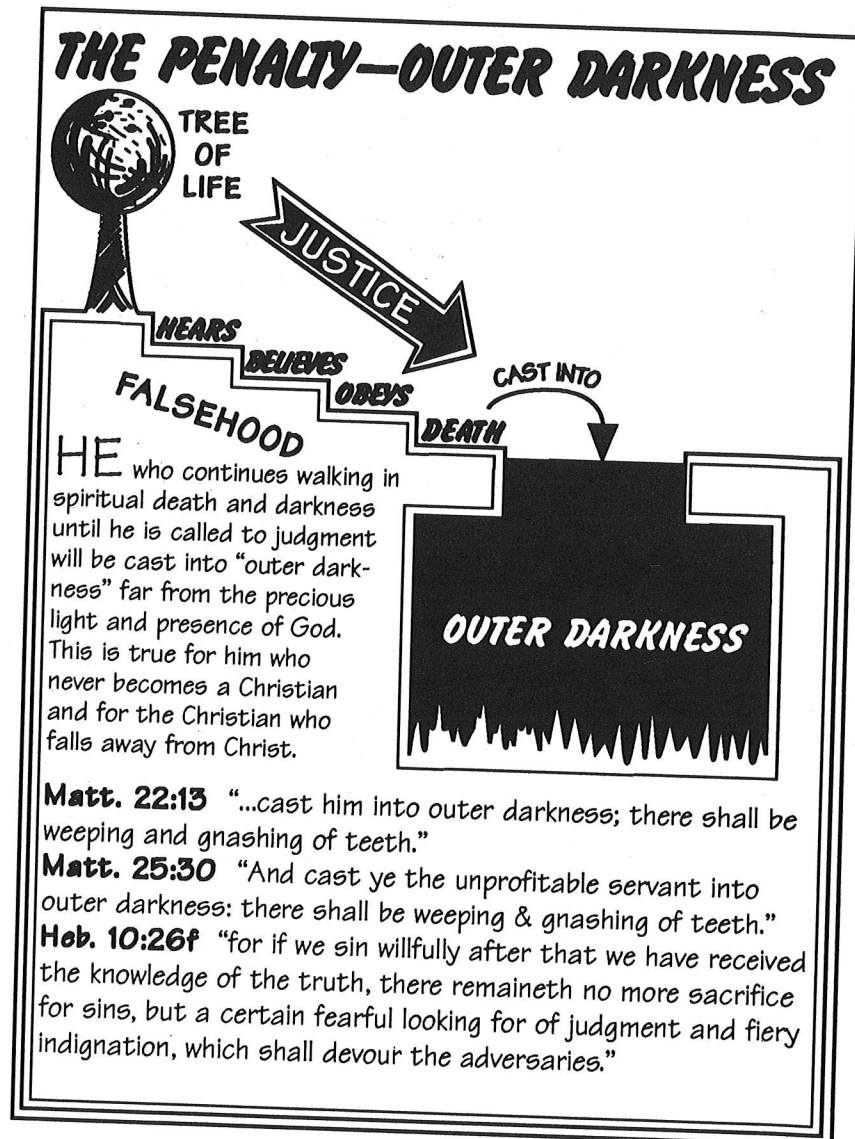 THE PENALTY—OUTER DARKNESS
TREE
OF
LIFE
JUSTICE
HEARS
BELIEVES
OBEYS
DEATH
CAST INTO
FALSEHOOD
HE who continues walking in
spiritual death and darkness
until he is called to judgment
will be cast into “outer dark-
ness” far from the precious
light and presence of God.
This is true for him who
never becomes a Christian
and for the Christian who
falls away from Christ.
OUTER DARKNESS
Matt. 22:13 “...cast him into outer darkness; there shall be
weeping and gnashing of teeth.”
Matt. 25:30 “And cast ye the unprofitable servant into
outer darkness: there shall be weeping & gnashing of teeth.”
Heb. 10:26f “for if we sin willfully after that we have received
the knowledge of the truth, there remaineth no more sacrifice
for sins, but a certain fearful looking for of judgment and fiery
indignation, which shall devour the adversaries.”